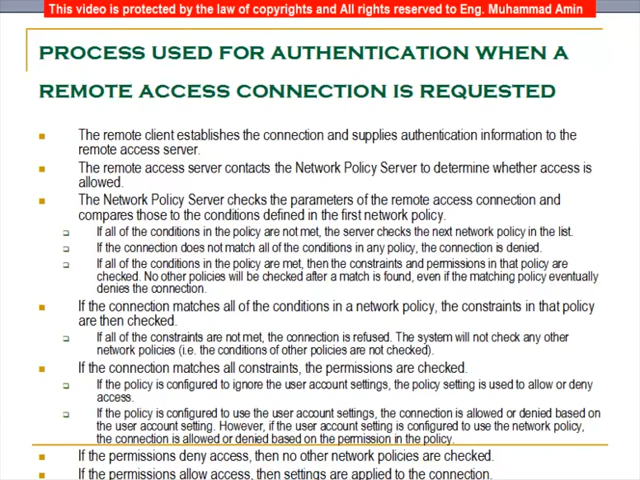 This video is protected by the law of copyrights and All rights reserved to Eng. Muhammad Amin
PROCESS USED FOR AUTHENTICATION WHEN A
REMOTE ACCESS CONNECTION IS REQUESTED
The remote client establishes the connection and supplies authentication information to the
remote access server.
The remote access server contacts the Network Policy Server to determine whether access is
allowed.
The Network Policy Server checks the parameters of the remote access connection and
compares those to the conditions defined in the first network policy.
If all of the conditions in the policy are not met, the server checks the next network policy in the list.
If the connection does not match all of the conditions in any policy, the connection is denied.
If all of the conditions in the policy are met, then the constraints and permissions in that policy are
checked. No other policies will be checked after a match is found, even if the matching policy eventually
denies the connection.
If the connection matches all of the conditions in a network policy, the constraints in that policy
are then checked.
If all of the constraints are not met, the connection is refused. The system will not check any other
network policies (i.e. the conditions of other policies are not checked).
If the connection matches all constraints, the permissions are checked.
If the policy is configured to ignore the user account settings, the policy setting is used to allow or deny
access.
If the policy is configured to use the user account settings, the connection is allowed or denied based on
the user account setting. However, if the user account setting is configured to use the network policy,
the connection is allowed or denied based on the permission in the policy.
If the permissions deny access, then no other network policies are checked.
If the permissions allow access, then settings are applied to the connection.